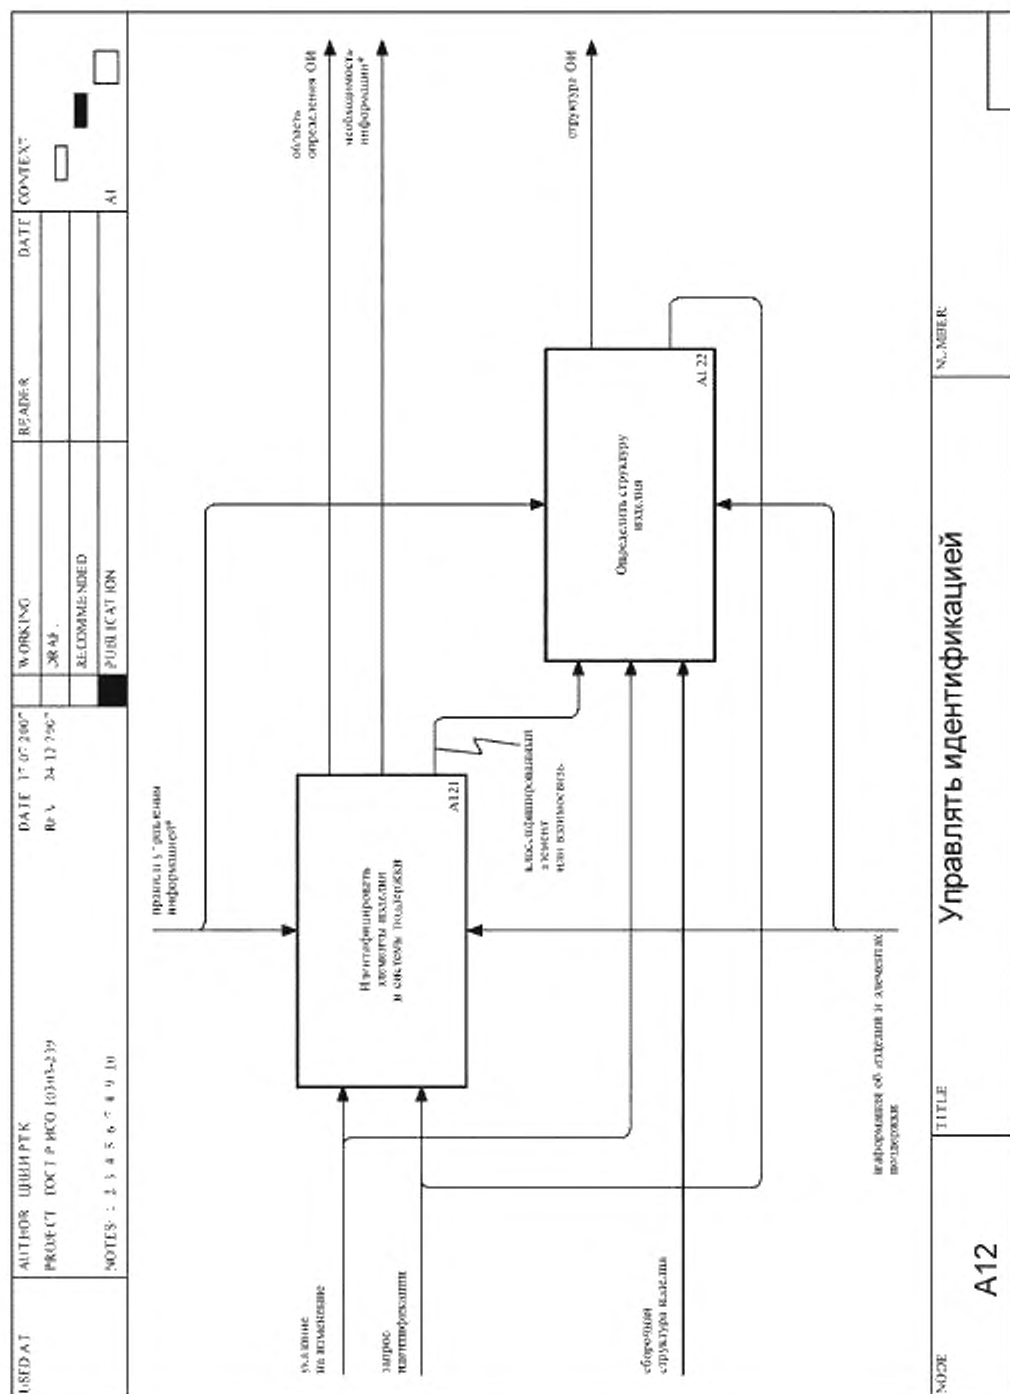 USED AT
AUTHOR ЦНИИ РТК
DATE 17 07 2007
WORKING
READER
DATE
CONTEXT
PROJECT ГОСТ Р ИСО 10303-239
REV 24 12 2007
RECOMMENDED
NOTES: 1 2 3 4 5 6 7 8 9 10
PUBLICATION
A1
информацией*
область
определения ОИ
необходимость
информации*
структура ОИ
Идентифицировать
элементы изделия
и системы поддержки
A121
Определить структуру
изделия
A122
классифицированный
элемент
или взаимосвязь
указание
на изменение
запрос
идентификации
сборочная
структура изделия
информация об изделии и элементах
поддержки
NODE
A12
TITLE
Управлять идентификацией
NUMBER